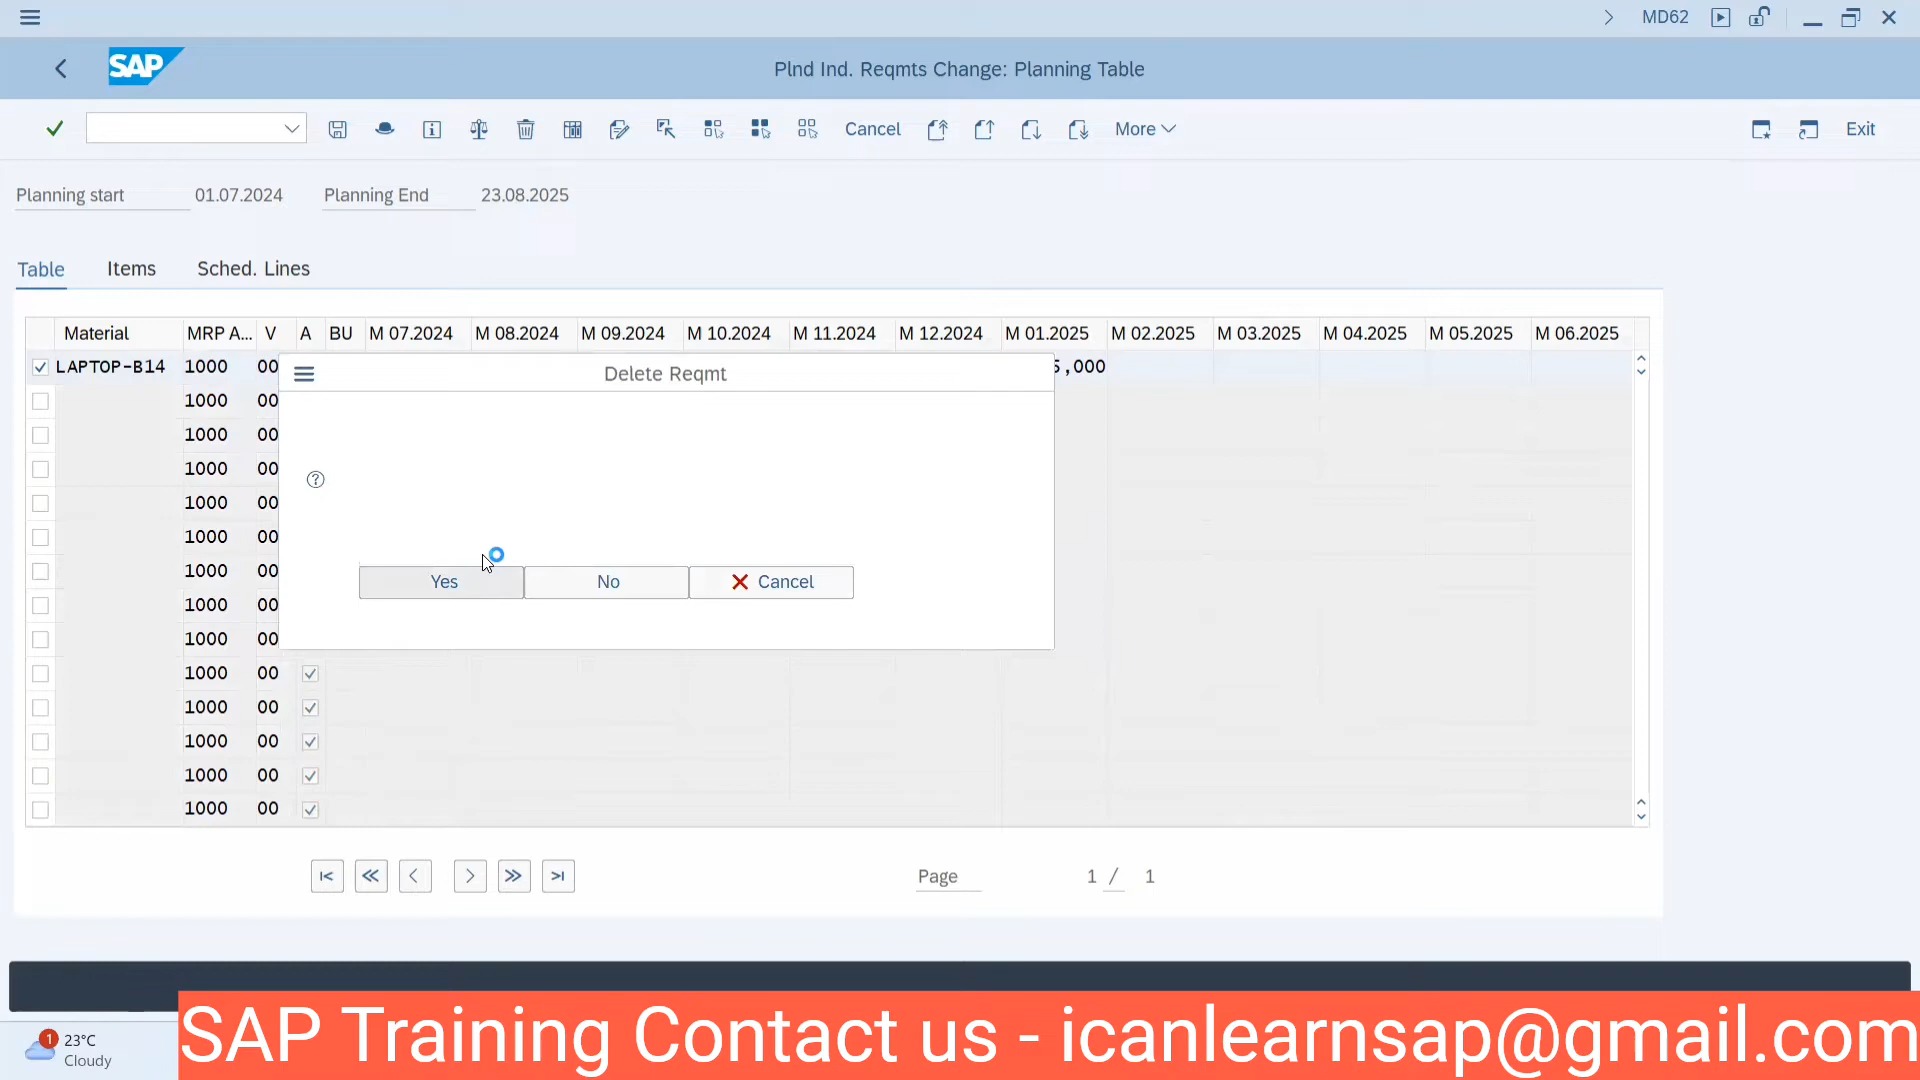 MD62
SAP
Plnd Ind. Reqmts Change: Planning Table
Cancel
More
Exit
Planning start 01.07.2024 Planning End 23.08.2025
Table Items Sched. Lines
Material MRP A... V A BU M 07.2024 M 08.2024 M 09.2024 M 10.2024 M 11.2024 M 12.2024 M 01.2025 M 02.2025 M 03.2025 M 04.2025 M 05.2025 M 06.2025
LAPTOP-B14 1000 00 5,000
Delete Reqmt
1000 00
1000 00
1000 00
1000 00
1000 00
1000 00
Yes No Cancel
1000 00
1000 00
1000 00
1000 00
1000 00
1000 00
1000 00
Page 1 / 1
1
23°C
Cloudy
SAP Training Contact us - icanlearnsap@gmail.com